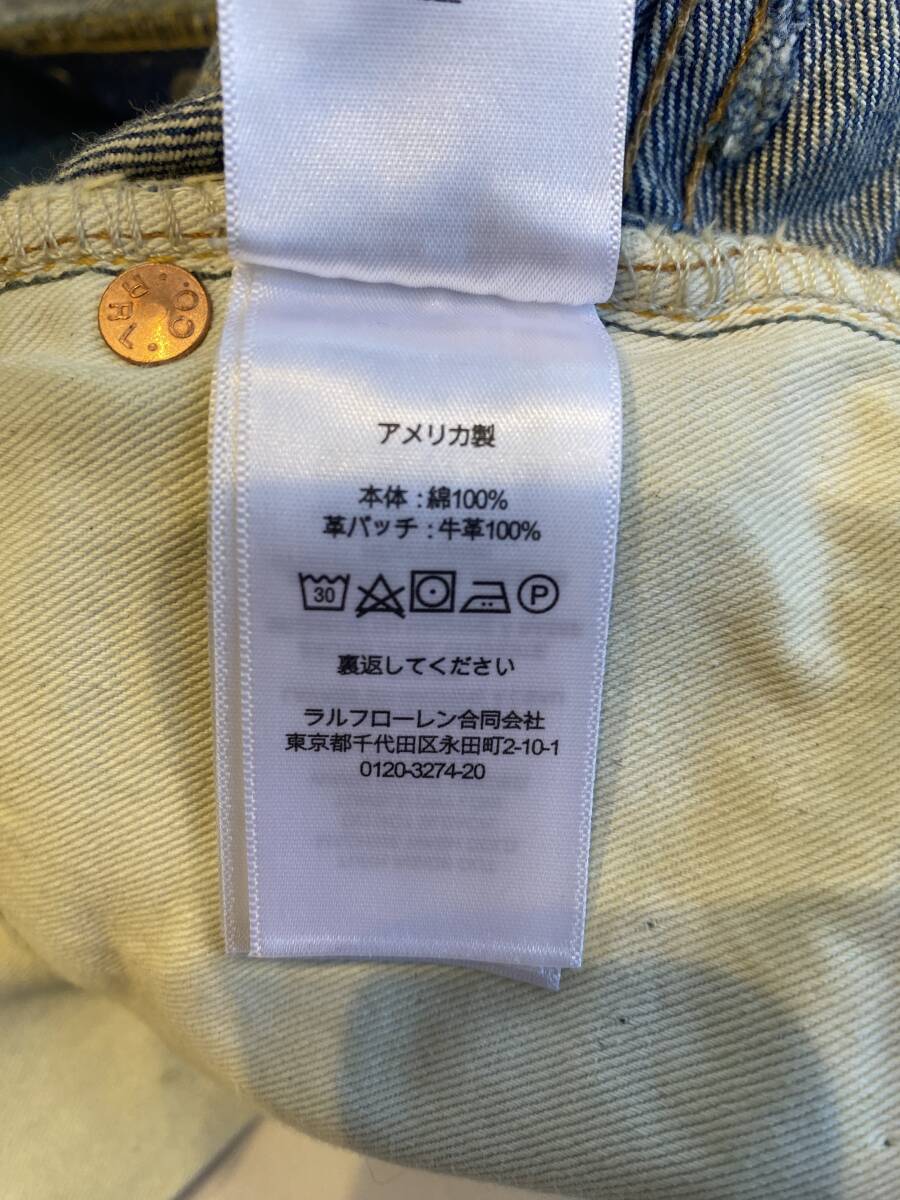 RRL
アメリカ製
本体 : 綿100%
革パッチ : 牛革100%
30
P
裏返してください
ラルフローレン合同会社
東京都千代田区永田町2-10-1
0120-3274-20